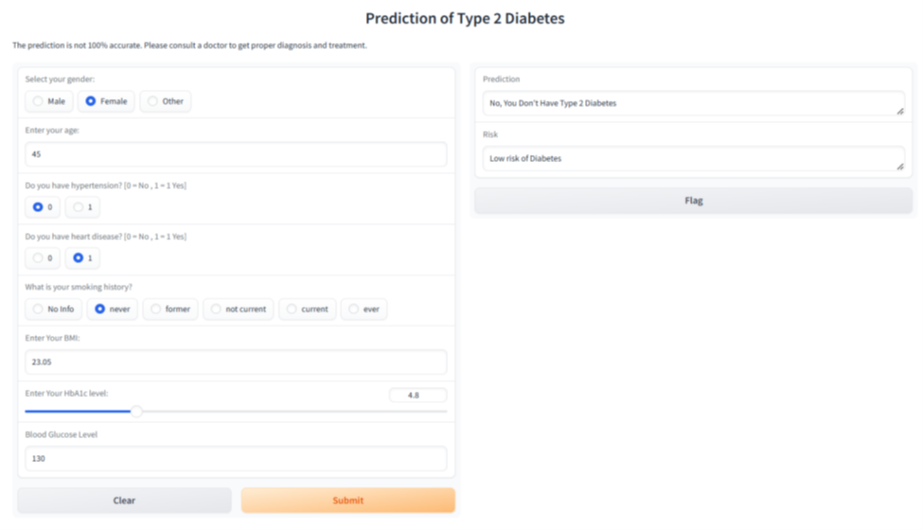 Prediction of Type 2 Diabetes
The prediction is not 100% accurate. Please consult a doctor to get proper diagnosis and treatment.
Select your gender:
Male Female Other
Enter your age:
45
Do you have hypertension? [0 = No , 1 = 1 Yes]
0 1
Do you have heart disease? [0 = No , 1 = 1 Yes]
0 1
What is your smoking history?
No Info never former not current current ever
Enter Your BMI:
23.05
Enter Your HbA1c level:
4.8
Blood Glucose Level
130
Clear Submit
Prediction
No, You Don't Have Type 2 Diabetes
Risk
Low risk of Diabetes
Flag